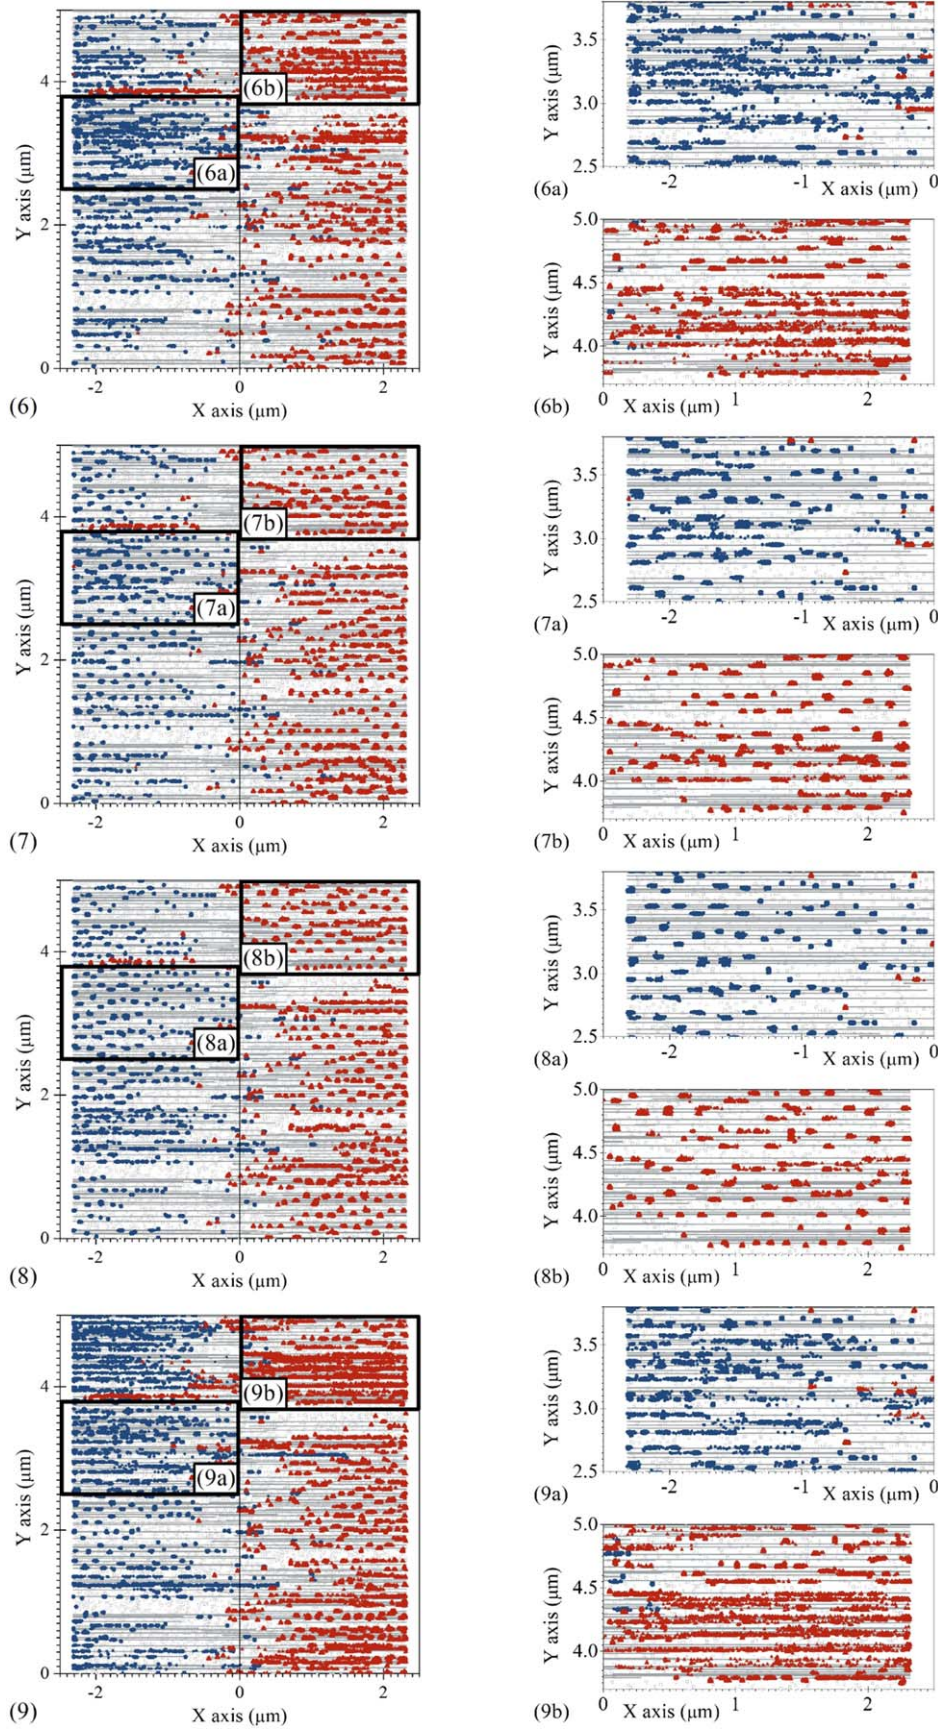 4
2
0
-2
0
2
Y axis (μm)
X axis (μm)
(6b)
(6a)
(6)
3.5
3.0
2.5
-2
-1
0
Y axis (μm)
(6a)
X axis (μm)
5.0
4.5
4.0
0
1
2
Y axis (μm)
(6b)
X axis (μm)
4
2
0
-2
0
2
Y axis (μm)
X axis (μm)
(7b)
(7a)
(7)
3.5
3.0
2.5
-2
-1
0
Y axis (μm)
(7a)
X axis (μm)
5.0
4.5
4.0
0
1
2
Y axis (μm)
(7b)
X axis (μm)
4
2
0
-2
0
2
Y axis (μm)
X axis (μm)
(8b)
(8a)
(8)
3.5
3.0
2.5
-2
-1
0
Y axis (μm)
(8a)
X axis (μm)
5.0
4.5
4.0
0
1
2
Y axis (μm)
(8b)
X axis (μm)
4
2
0
-2
0
2
Y axis (μm)
X axis (μm)
(9b)
(9a)
(9)
3.5
3.0
2.5
-2
-1
0
Y axis (μm)
(9a)
X axis (μm)
5.0
4.5
4.0
0
1
2
Y axis (μm)
(9b)
X axis (μm)